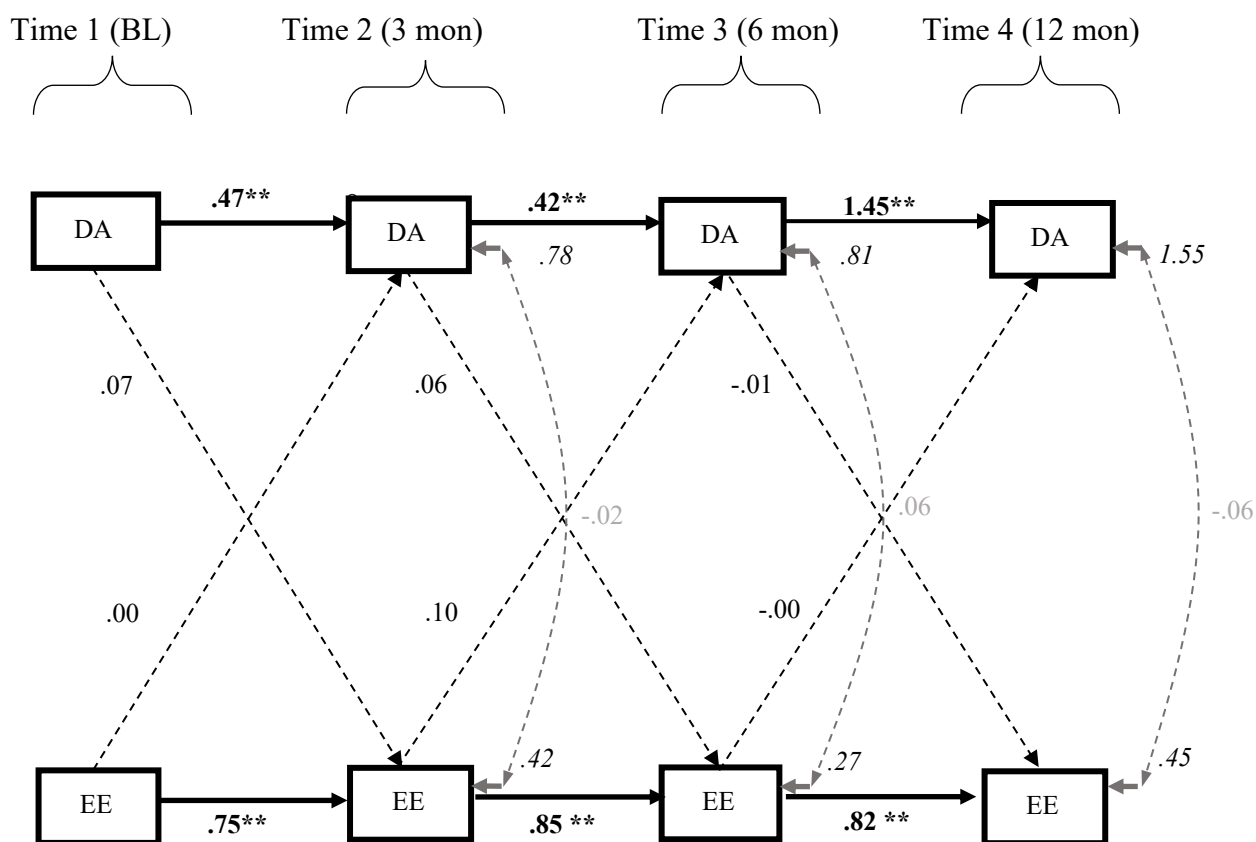 Time 1 (BL) Time 2 (3 mon) Time 3 (6 mon) Time 4 (12 mon)
.47** .42** 1.45**
DA DA DA DA
.78 .81 1.55
.07 .06 -.01
-.02 .06 -.06
.00 .10 -.00
.42 .27 .45
EE EE EE EE
.75** .85 ** .82 **